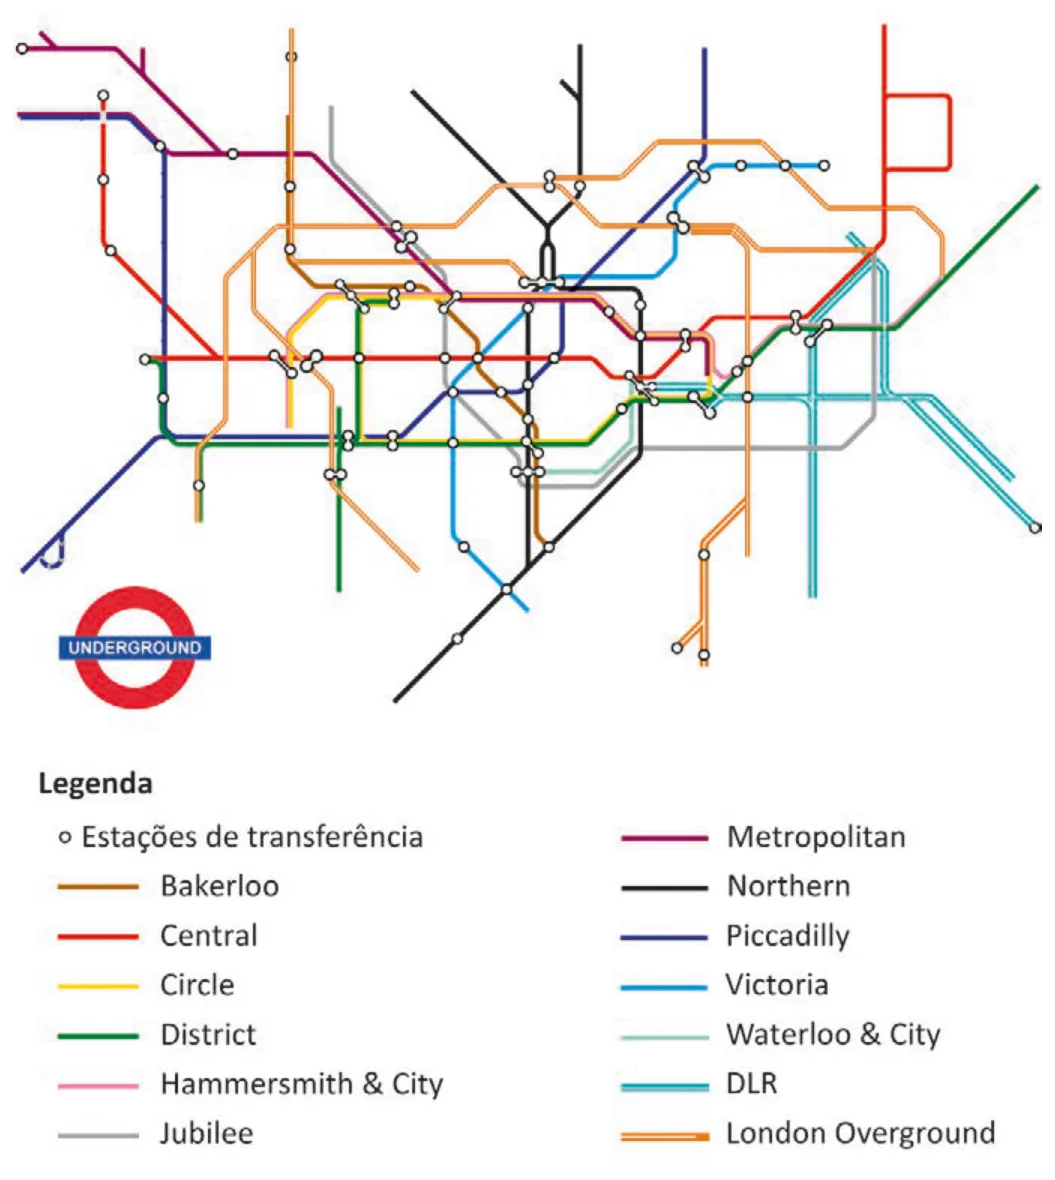 UNDERGROUND
Legenda
Estações de transferência
Bakerloo
Central
Circle
District
Hammersmith & City
Jubilee
Metropolitan
Northern
Piccadilly
Victoria
Waterloo & City
DLR
London Overground